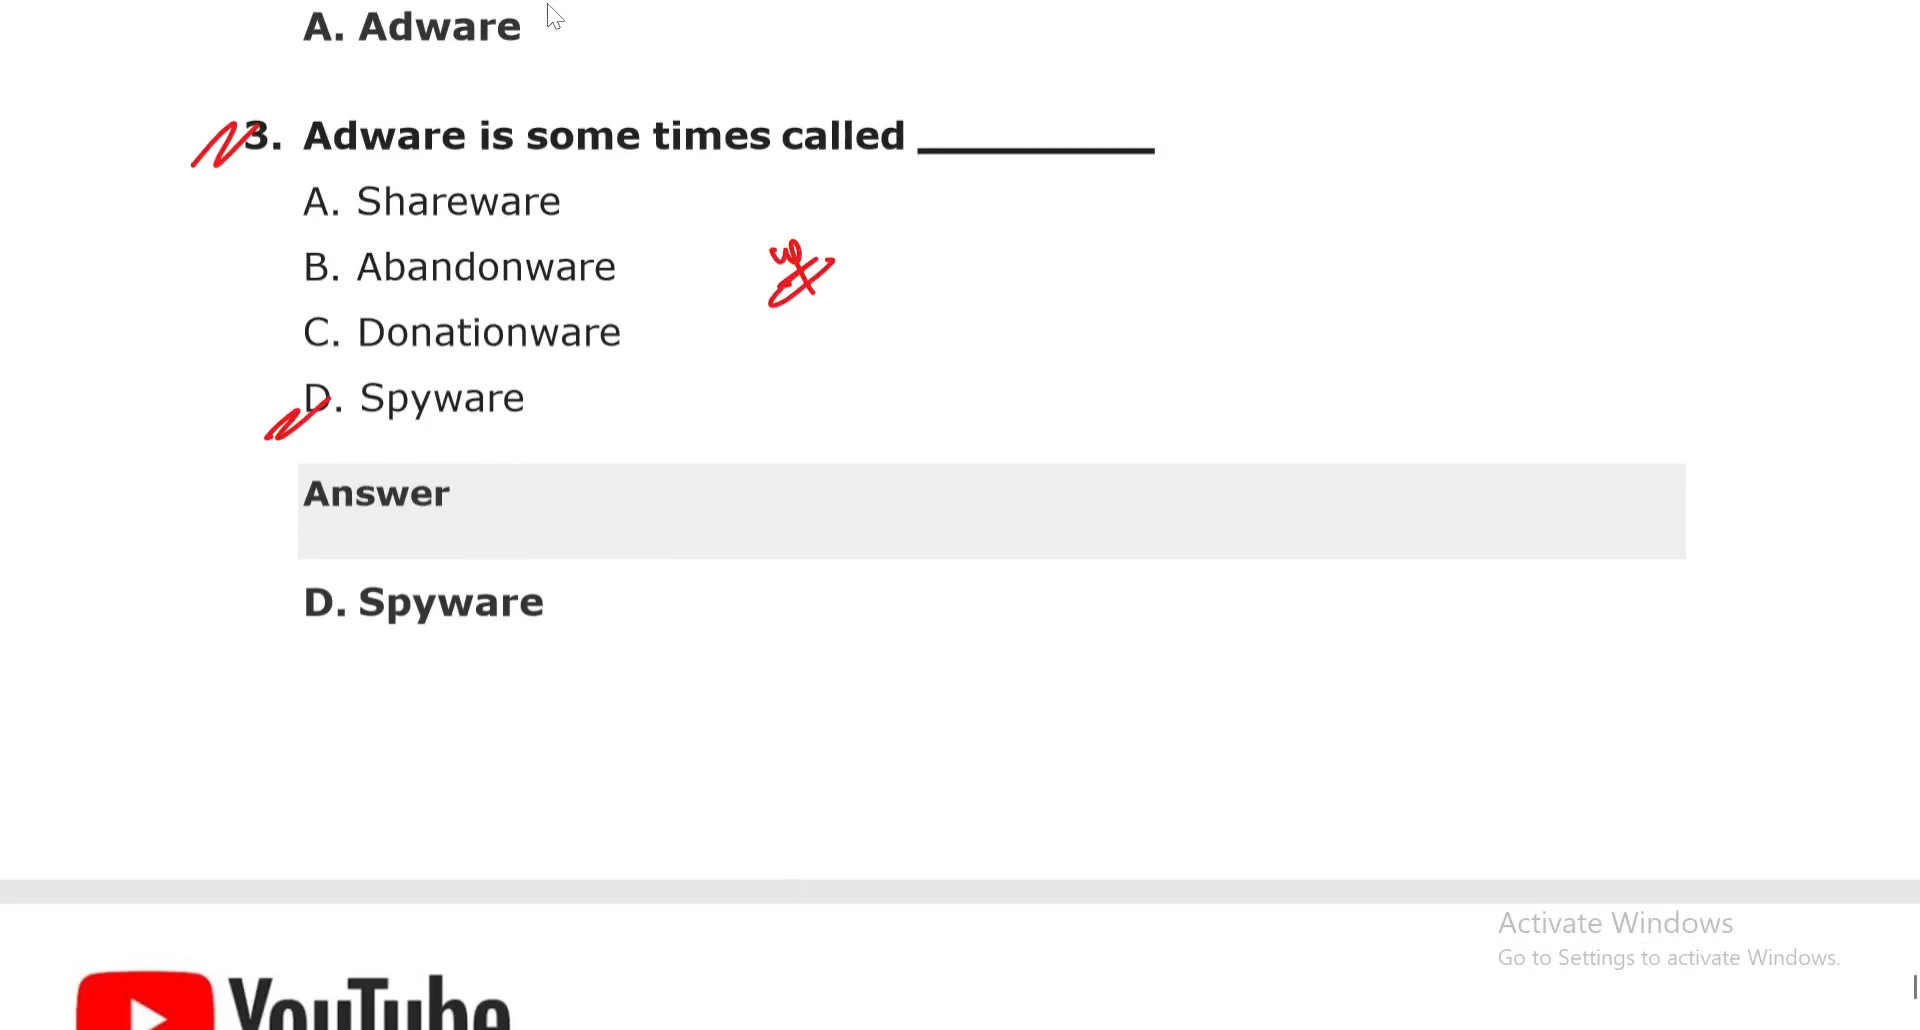 A. Adware
3. Adware is some times called ____________
A. Shareware
B. Abandonware
C. Donationware
D. Spyware
Answer
D. Spyware
Activate Windows
Go to Settings to activate Windows.
YouTube